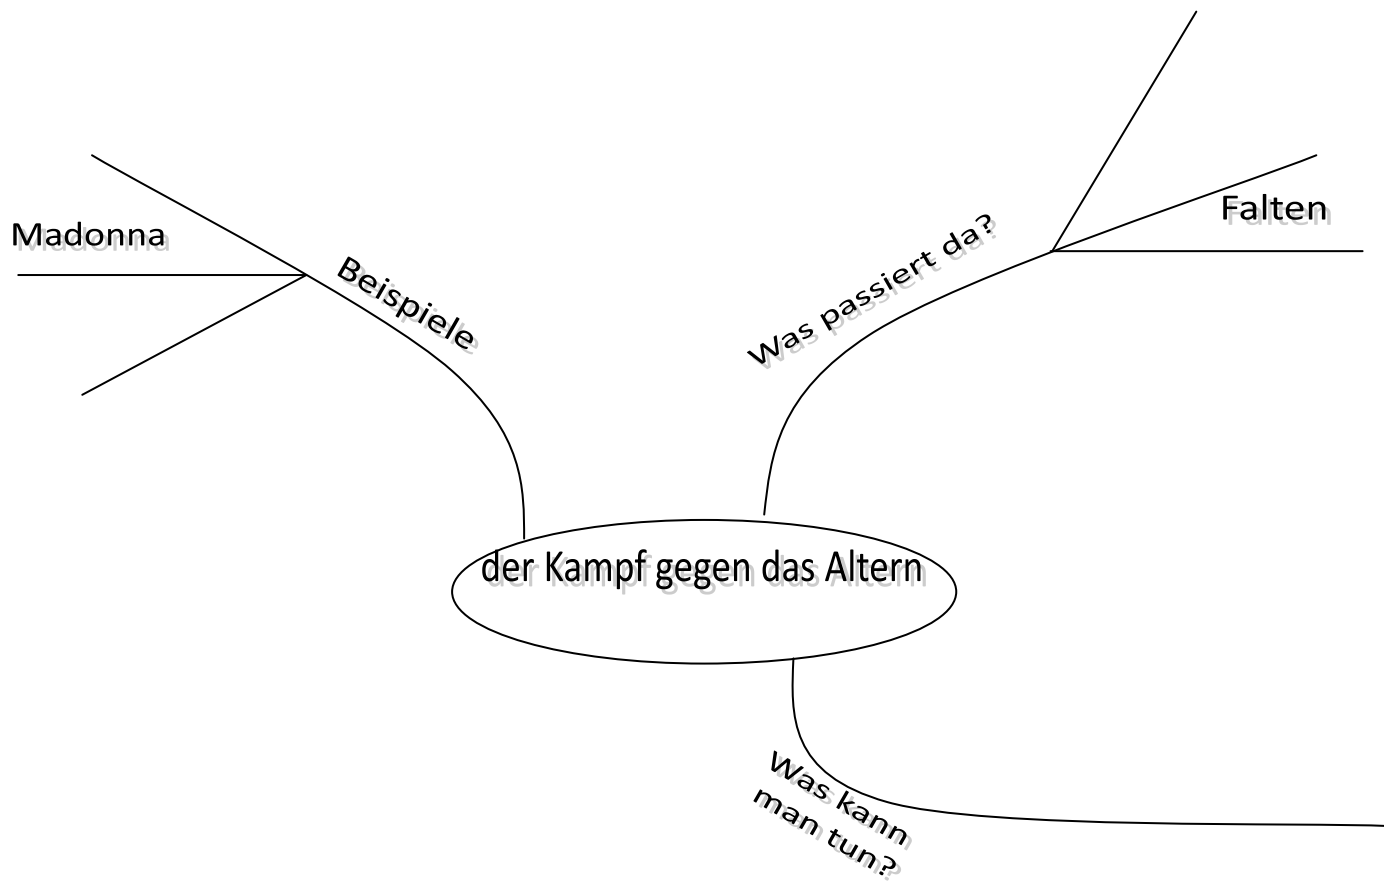 Falten
Madonna
Was passiert da?
Beispiele
der Kampf gegen das Altern
Was kann
man tun?